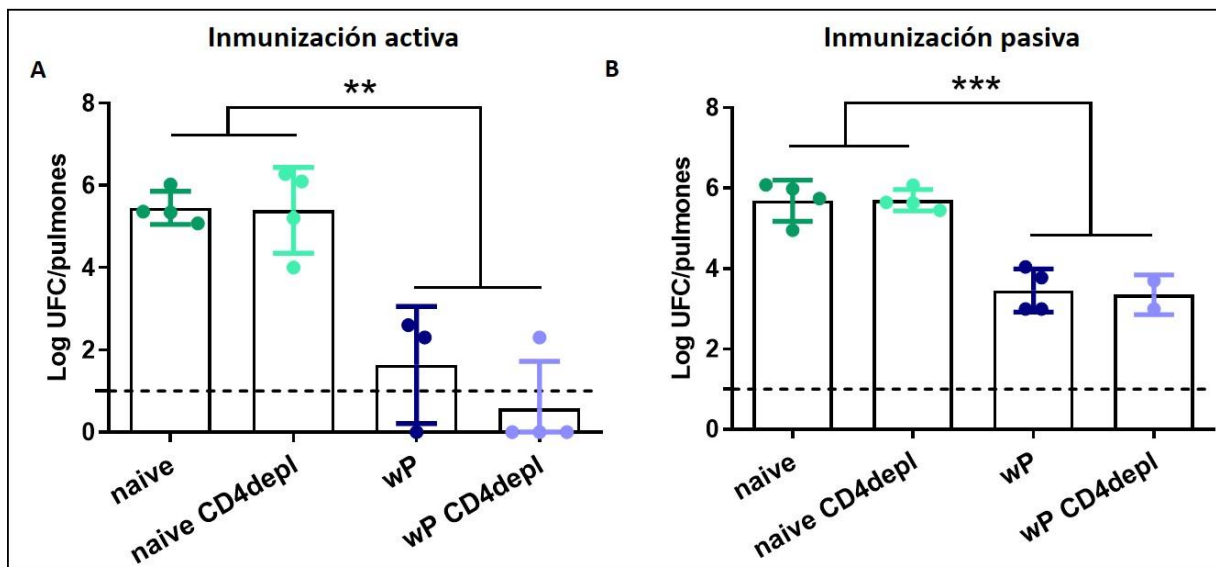 Inmunización activa
A
**
Log UFC/pulmones
8
6
4
2
0
naive
naive CD4depl
wP
wP CD4depl
Inmunización pasiva
B
***
Log UFC/pulmones
8
6
4
2
0
naive
naive CD4depl
wP
wP CD4depl